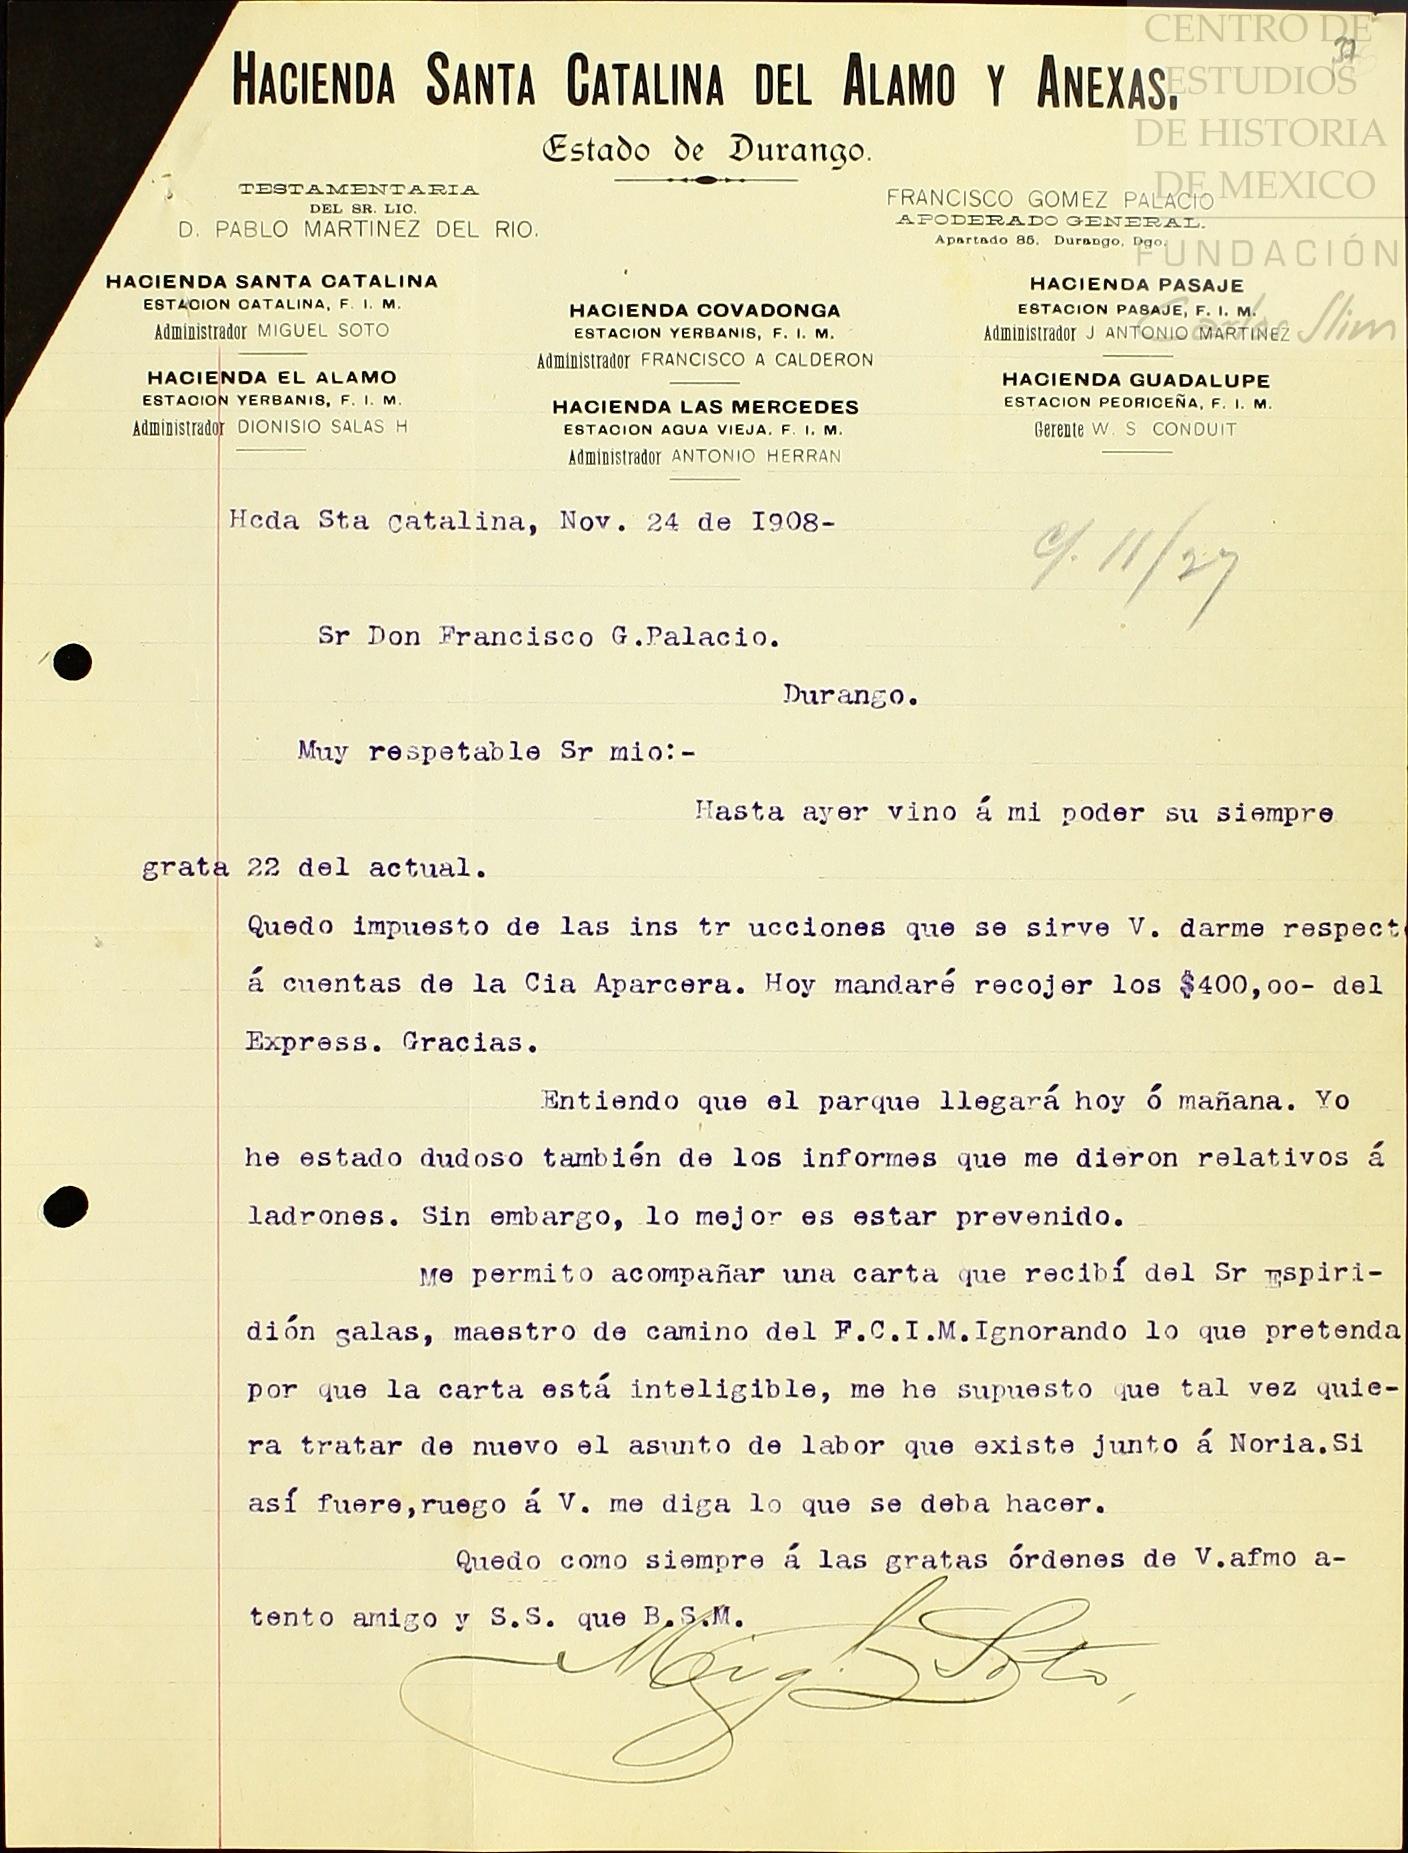 CENTRO DE
ESTUDIOS
DE HISTORIA
DE MEXICO
FUNDACIÓN
Carlos Slim
37
HACIENDA SANTA CATALINA DEL ALAMO Y ANEXAS.
Estado de Durango.
TESTAMENTARIA
DEL SR. LIC.
D. PABLO MARTINEZ DEL RIO.
FRANCISCO GOMEZ PALACIO
APODERADO GENERAL.
Apartado 85. Durango, Dgo.
HACIENDA SANTA CATALINA
ESTACION CATALINA, F. I. M.
Administrador MIGUEL SOTO
HACIENDA EL ALAMO
ESTACION YERBANIS, F. I. M.
Administrador DIONISIO SALAS H
HACIENDA COVADONGA
ESTACION YERBANIS, F. I. M.
Administrador FRANCISCO A CALDERON
HACIENDA LAS MERCEDES
ESTACION AGUA VIEJA. F. I. M.
Administrador ANTONIO HERRAN
HACIENDA PASAJE
ESTACION PASAJE, F. I. M.
Administrador J ANTONIO MARTINEZ
HACIENDA GUADALUPE
ESTACION PEDRICEÑA, F. I. M.
Gerente W. S CONDUIT
Hcda Sta Catalina, Nov. 24 de I908-
c/. 11/27
Sr Don Francisco G.Palacio.
Durango.
Muy respetable Sr mio:-
Hasta ayer vino á mi poder su siempre
grata 22 del actual.
Quedo impuesto de las ins tr ucciones que se sirve V. darme respecto
á cuentas de la Cia Aparcera. Hoy mandaré recojer los $400,oo- del
Express. Gracias.
Entiendo que el parque llegará hoy ó mañana. Yo
he estado dudoso también de los informes que me dieron relativos á
ladrones. Sin embargo, lo mejor es estar prevenido.
Me permito acompañar una carta que recibí del Sr Espiri-
dión Salas, maestro de camino del F.C.I.M.Ignorando lo que pretenda
por que la carta está inteligible, me he supuesto que tal vez quie-
ra tratar de nuevo el asunto de labor que existe junto á Noria.Si
así fuere,ruego á V. me diga lo que se deba hacer.
Quedo como siempre á las gratas órdenes de V.afmo a-
tento amigo y S.S. que B.S.M.
Mig. L Soto,